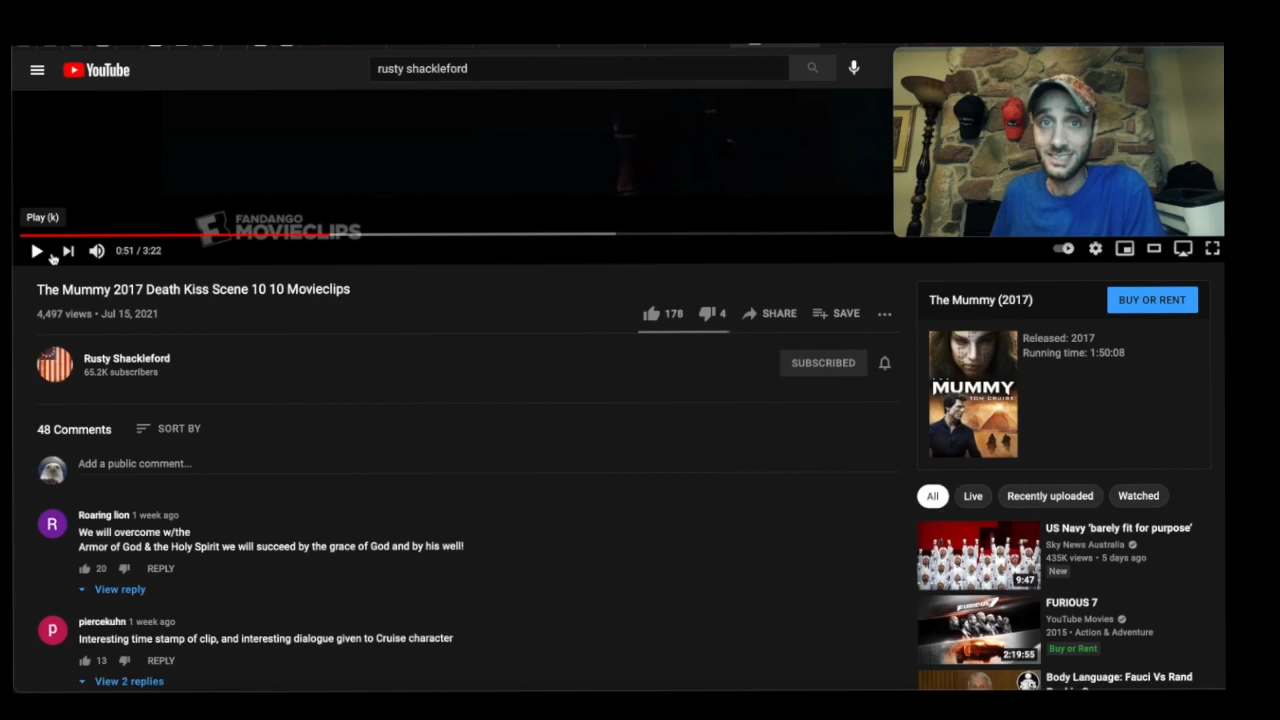 YouTube
rusty shackleford
Play (k)
FANDANGO
MOVIECLIPS
0:51 / 3:22
The Mummy 2017 Death Kiss Scene 10 10 Movieclips
4,497 views • Jul 15, 2021
178
4
SHARE
SAVE
Rusty Shackleford
65.2K subscribers
SUBSCRIBED
48 Comments
SORT BY
Add a public comment...
R
Roaring lion 1 week ago
We will overcome w/the
Armor of God & the Holy Spirit we will succeed by the grace of God and by his well!
20
REPLY
View reply
p
piercekuhn 1 week ago
Interesting time stamp of clip, and interesting dialogue given to Cruise character
13
REPLY
View 2 replies
The Mummy (2017)
BUY OR RENT
Released: 2017
Running time: 1:50:08
MUMMY
TOM CRUISE
All
Live
Recently uploaded
Watched
US Navy 'barely fit for purpose'
Sky News Australia
435K views • 5 days ago
New
9:47
FURIOUS 7
FURIOUS 7
YouTube Movies
2015 • Action & Adventure
Buy or Rent
2:19:55
Body Language: Fauci Vs Rand